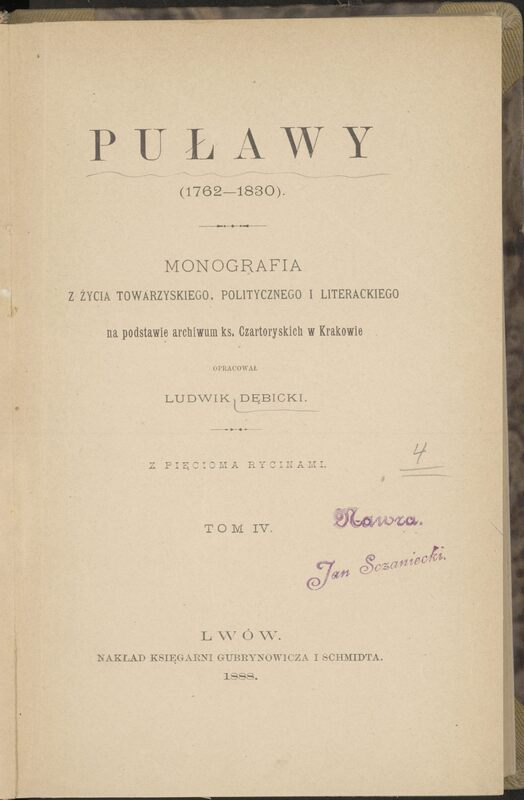 PUŁAWY
(1762—1830).
MONOGRAFIA
Z ŻYCIA TOWARZYSKIEGO, POLITYCZNEGO I LITERACKIEGO
na podstawie archiwum ks. Czartoryskich w Krakowie
OPRACOWAŁ
LUDWIK DĘBICKI.
Z PIĘCIOMA RYCINAMI.
4
TOM IV.
Nawra.
Jan Sczaniecki.
LWÓW.
NAKŁAD KSIĘGARNI GUBRYNOWICZA I SCHMIDTA.
1888.